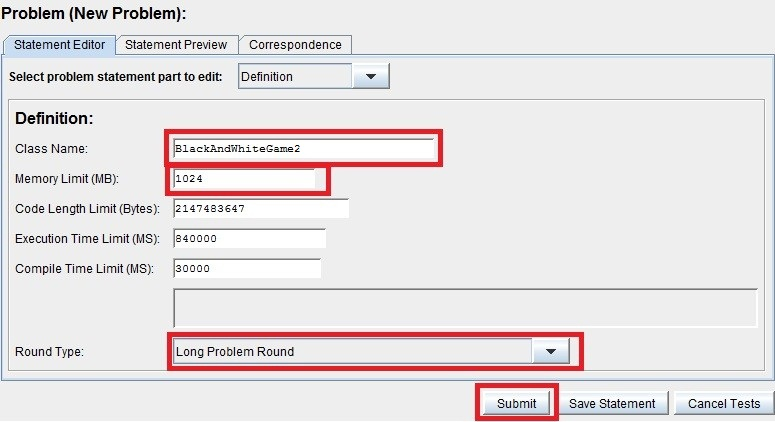 Problem (New Problem):
Statement Editor Statement Preview Correspondence
Select problem statement part to edit: Definition
Definition:
Class Name: BlackAndWhiteGame2
Memory Limit (MB): 1024
Code Length Limit (Bytes): 2147483647
Execution Time Limit (MS): 840000
Compile Time Limit (MS): 30000
Round Type: Long Problem Round
Submit Save Statement Cancel Tests